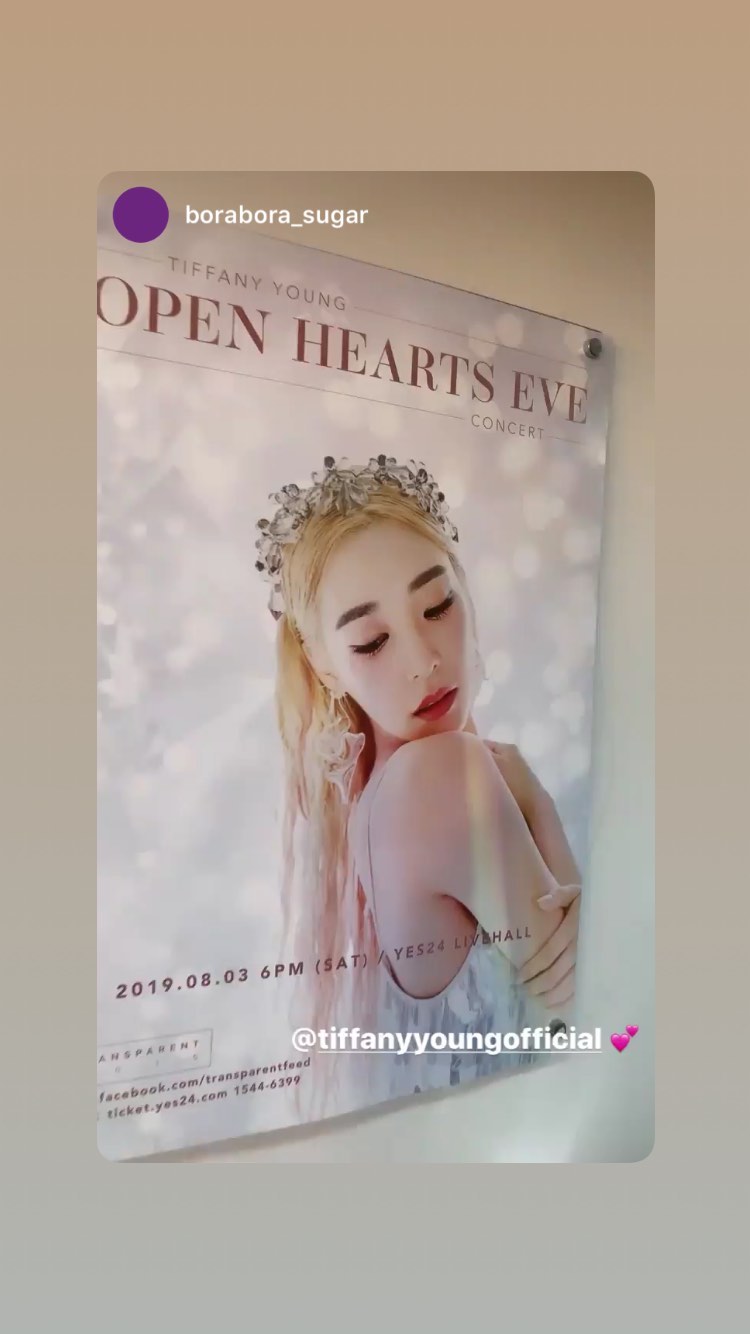 borabora_sugar
TIFFANY YOUNG
OPEN HEARTS EVE
CONCERT
2019.08.03 6PM (SAT) / YES24 LIVEHALL
@tiffanyyoungofficial 💕
ANSPARENT
facebook.com/transparentfeed
ticket.yes24.com 1544-6399